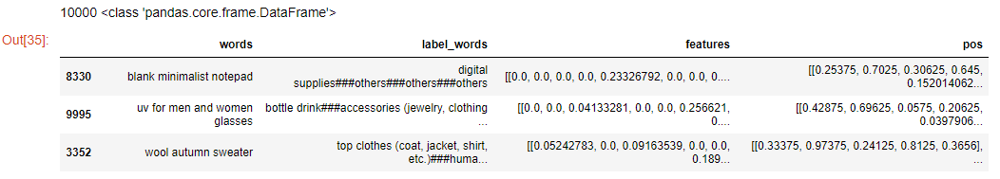 10000 <class 'pandas.core.frame.DataFrame'>
Out[35]:
words label_words features pos
8330 blank minimalist notepad digital supplies###others###others###others [[0.0, 0.0, 0.0, 0.0, 0.23326792, 0.0, 0.0, 0.... [[0.25375, 0.7025, 0.30625, 0.645, 0.152014062...
9995 uv for men and women glasses bottle drink###accessories (jewelry, clothing ... [[0.0, 0.0, 0.04133281, 0.0, 0.0, 0.256621, 0.... [[0.42875, 0.69625, 0.0575, 0.20625, 0.0397906...
3352 wool autumn sweater top clothes (coat, jacket, shirt, etc.)###huma... [[0.05242783, 0.0, 0.09163539, 0.0, 0.0, 0.189... [[0.33375, 0.97375, 0.24125, 0.8125, 0.3656], ...